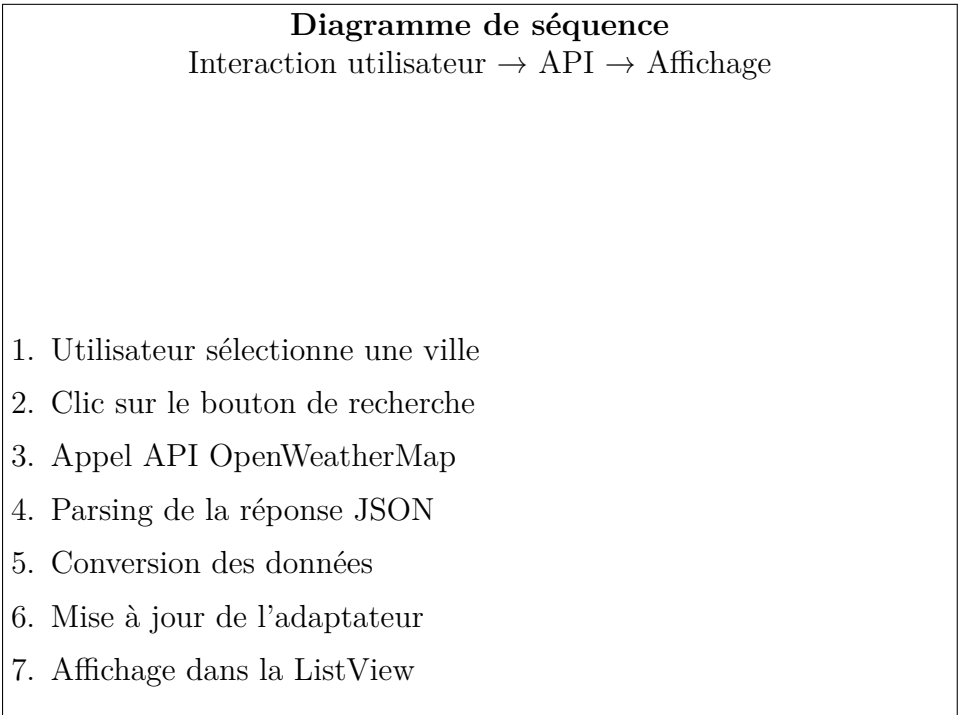 Diagramme de séquence
Interaction utilisateur → API → Affichage
1. Utilisateur sélectionne une ville
2. Clic sur le bouton de recherche
3. Appel API OpenWeatherMap
4. Parsing de la réponse JSON
5. Conversion des données
6. Mise à jour de l'adaptateur
7. Affichage dans la ListView